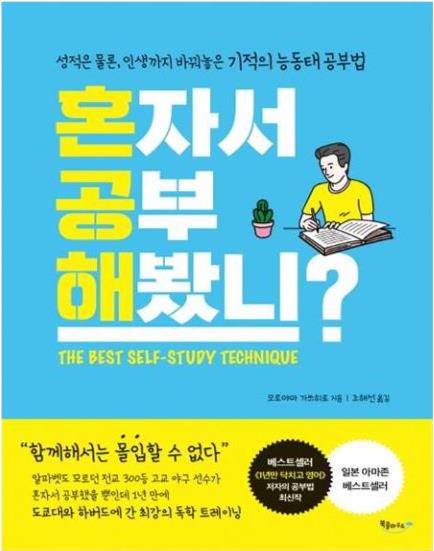 성적은 물론, 인생까지 바꿔놓은 기적의 능동태 공부법
혼자서
공부
해봤니?
THE BEST SELF-STUDY TECHNIQUE
모토야마 가쓰히로 지음 | 조해선 옮김
“함께해서는 몰입할 수 없다”
알파벳도 모르던 전교 300등 고교 야구 선수가
혼자서 공부했을 뿐인데 1년 만에
도쿄대와 하버드에 간 최강의 독학 트레이닝
베스트셀러
《1년만 닥치고 영어》
저자의 공부법
최신작
일본 아마존
베스트셀러
북클라우드